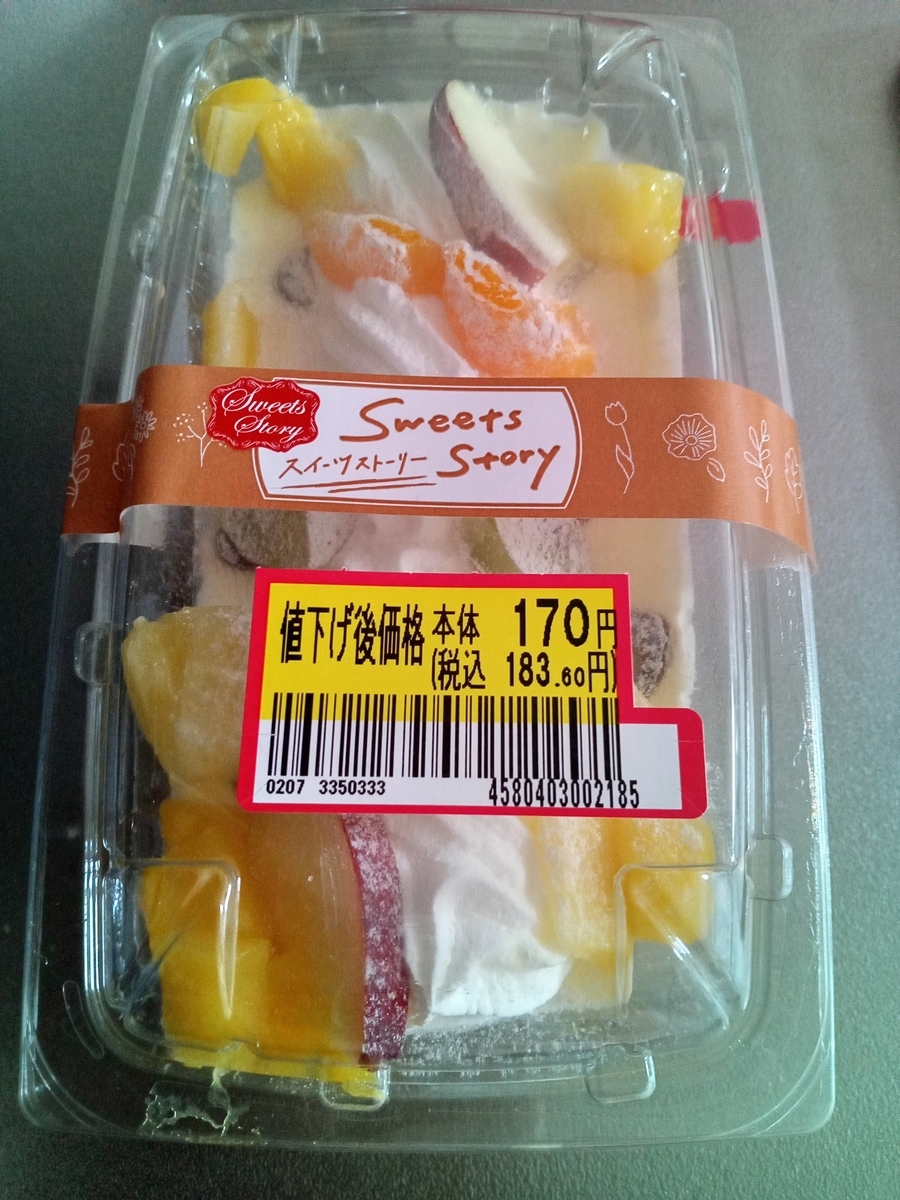 Sweets
Story
Sweets
スイーツストーリー Story
値下げ後価格 本体 170円
(税込 183.60円)
0207 3350333
4580403002185